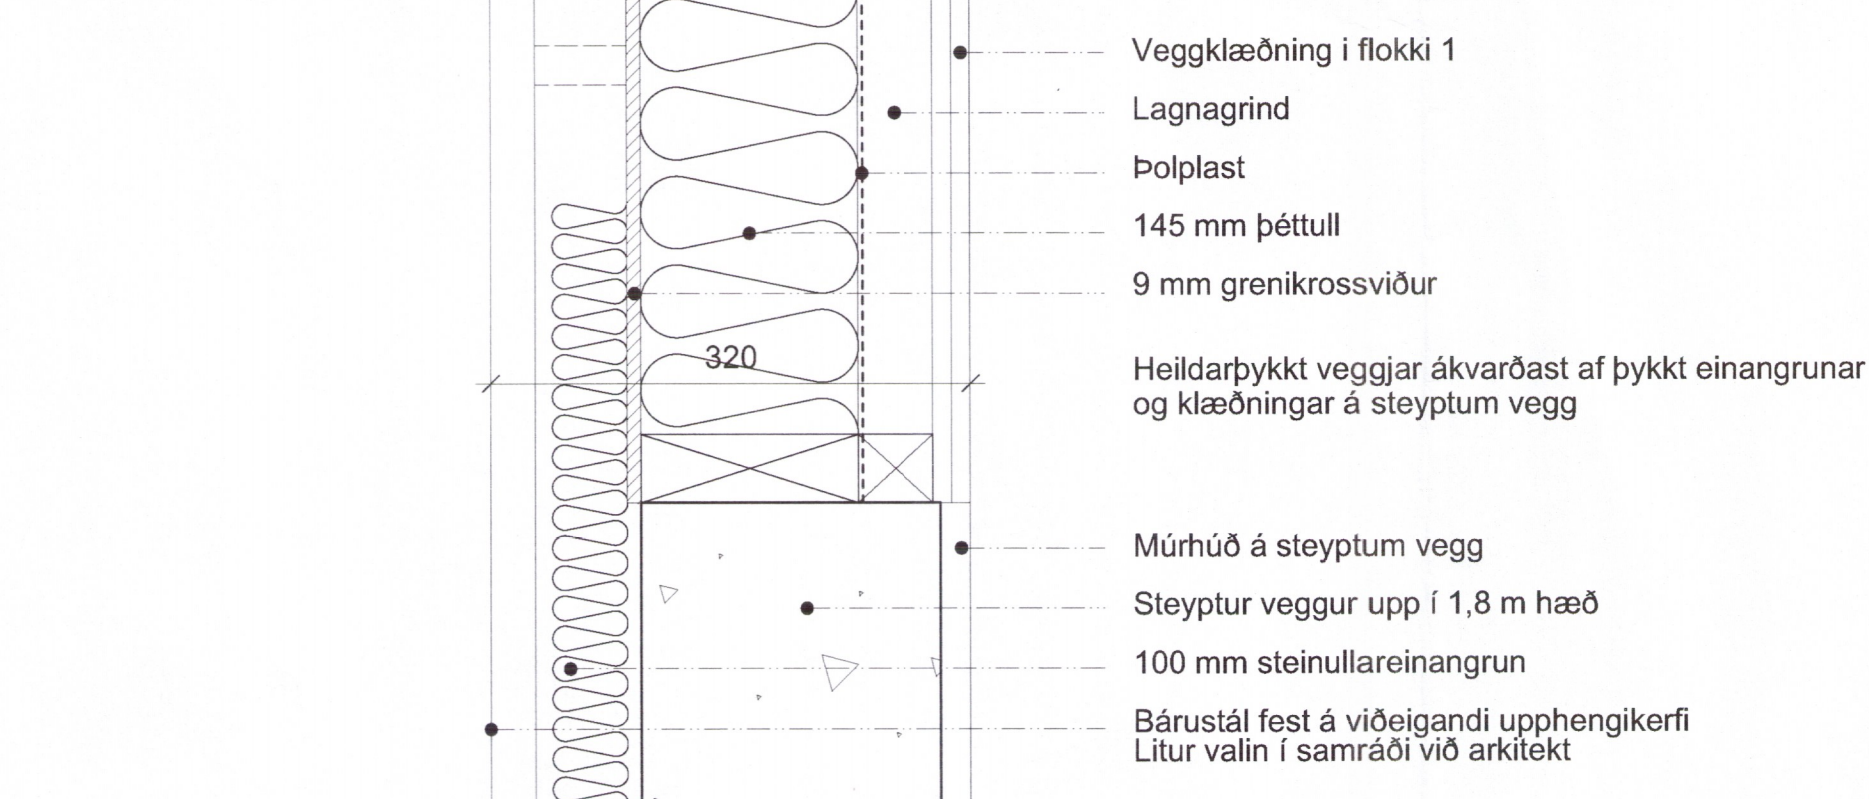 Veggklæðning i flokki 1
Lagnagrind
Þolplast
145 mm þéttull
9 mm grenikrossviður
320
Heildarþykkt veggjar ákvarðast af þykkt einangrunar
og klæðningar á steyptum vegg
Múrhúð á steyptum vegg
Steyptur veggur upp í 1,8 m hæð
100 mm steinullareinangrun
Bárustál fest á viðeigandi upphengikerfi
Litur valin í samráði við arkitekt